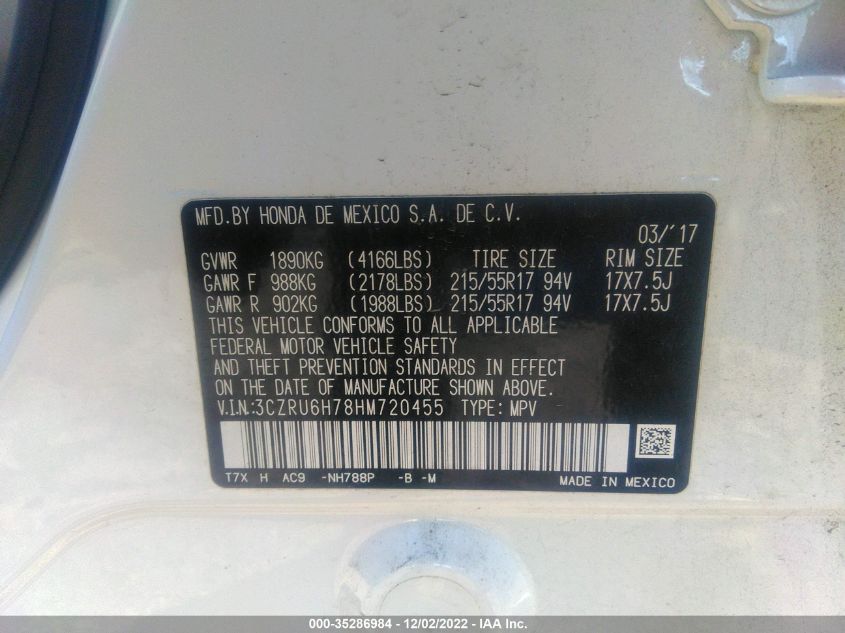 MFD.BY HONDA DE MEXICO S.A. DE C.V.
03/'17
GVWR 1890KG (4166LBS) TIRE SIZE RIM SIZE
GAWR F 988KG (2178LBS) 215/55R17 94V 17X7.5J
GAWR R 902KG (1988LBS) 215/55R17 94V 17X7.5J
THIS VEHICLE CONFORMS TO ALL APPLICABLE
FEDERAL MOTOR VEHICLE SAFETY
AND THEFT PREVENTION STANDARDS IN EFFECT
ON THE DATE OF MANUFACTURE SHOWN ABOVE.
V.I.N.:3CZRU6H78HM720455 TYPE: MPV
T7X H AC9 -NH788P -B -M MADE IN MEXICO
000-35286984 - 12/02/2022 - IAA Inc.